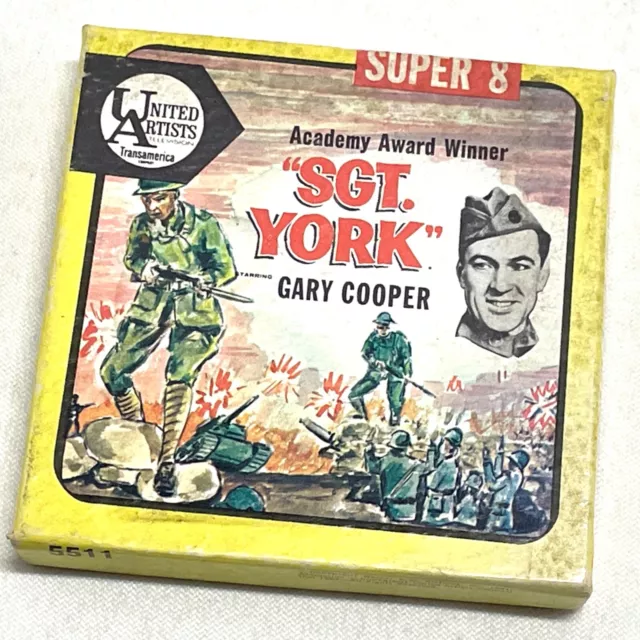 SUPER 8
UNITED
ARTISTS
TELEVISION
Transamerica
Academy Award Winner
"SGT.
YORK"
STARRING
GARY COOPER
5511